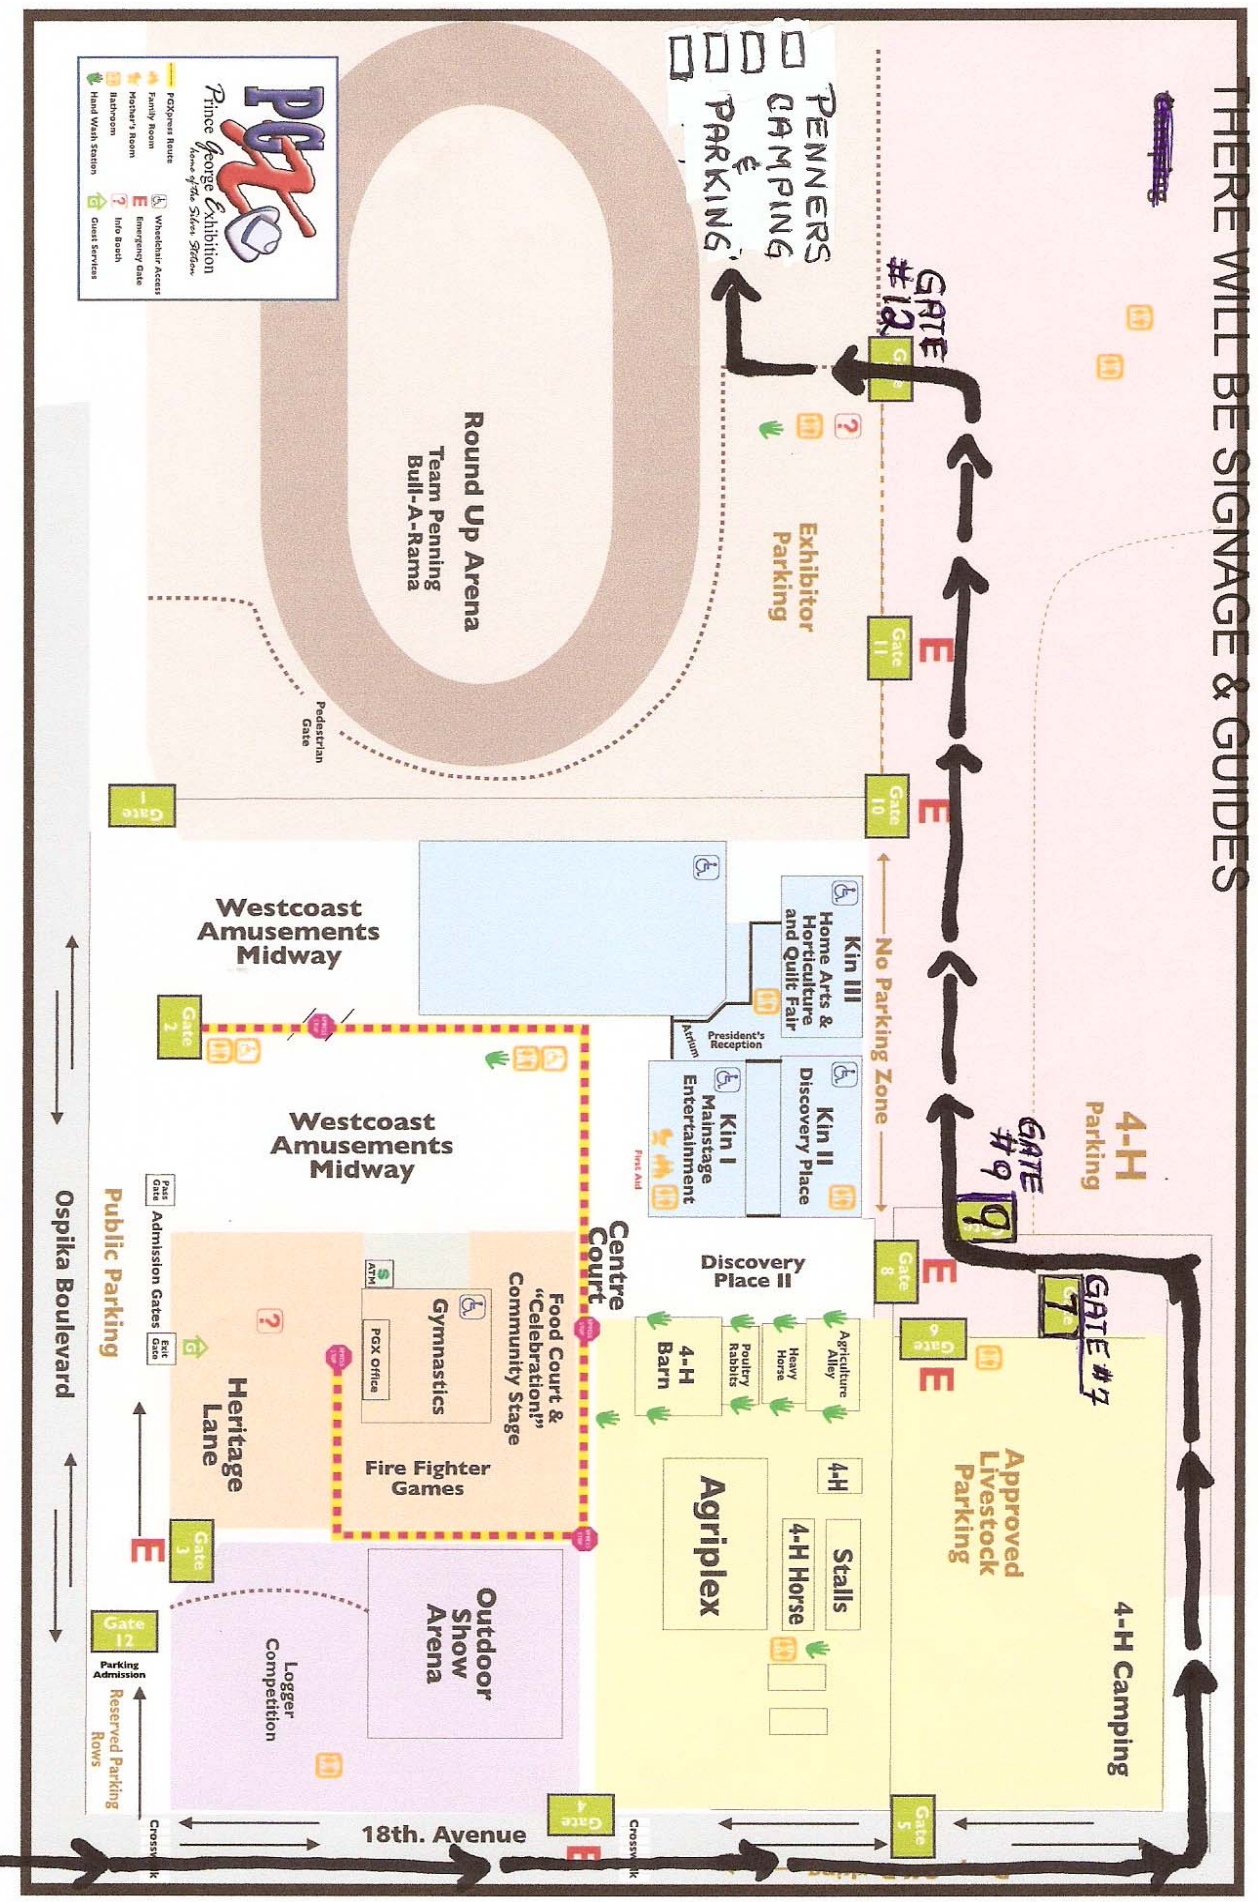 THERE WILL BE SIGNAGE & GUIDES
PENNERS
CAMPING
&
PARKING
GATE
#12
PGX
Prince George Exhibition
home of the Silver Stetson
PGXpress Route
Family Room
Mother's Room
Bathroom
Hand Wash Station
Wheelchair Access
E Emergency Gate
? Info Booth
G Guest Services
Round Up Arena
Team Penning
Bull-A-Rama
?
Exhibitor
Parking
Gate
11
E
Pedestrian
Gate
Gate
10
E
Gate
1
No Parking Zone
4-H
Parking
GATE
#9
9
GATE #7
7
Westcoast
Amusements
Midway
Kin III
Home Arts &
Horticulture
and Quilt Fair
President's
Reception
Atrium
Kin II
Discovery Place
Kin I
Mainstage
Entertainment
First Aid
Gate
2
Westcoast
Amusements
Midway
Centre
Court
Discovery
Place II
Gate
8
E
Gate
6
E
Pass
Gate
Admission Gates
Exit
Gate
G
Public Parking
Ospika Boulevard
?
$
ATM
PGX Office
Gymnastics
Food Court &
"Celebration!"
Community Stage
Fire Fighter
Games
Heritage
Lane
4-H
Barn
Poultry
Rabbits
Heavy
Horse
Agriculture
Alley
Agriplex
4-H
4-H Horse
Stalls
Approved
Livestock
Parking
4-H Camping
Gate
3
E
Gate
12
Parking
Admission
Reserved Parking
Rows
Outdoor
Show
Arena
Logger
Competition
Gate
4
E
Gate
5
18th. Avenue
Crosswalk
Crosswalk